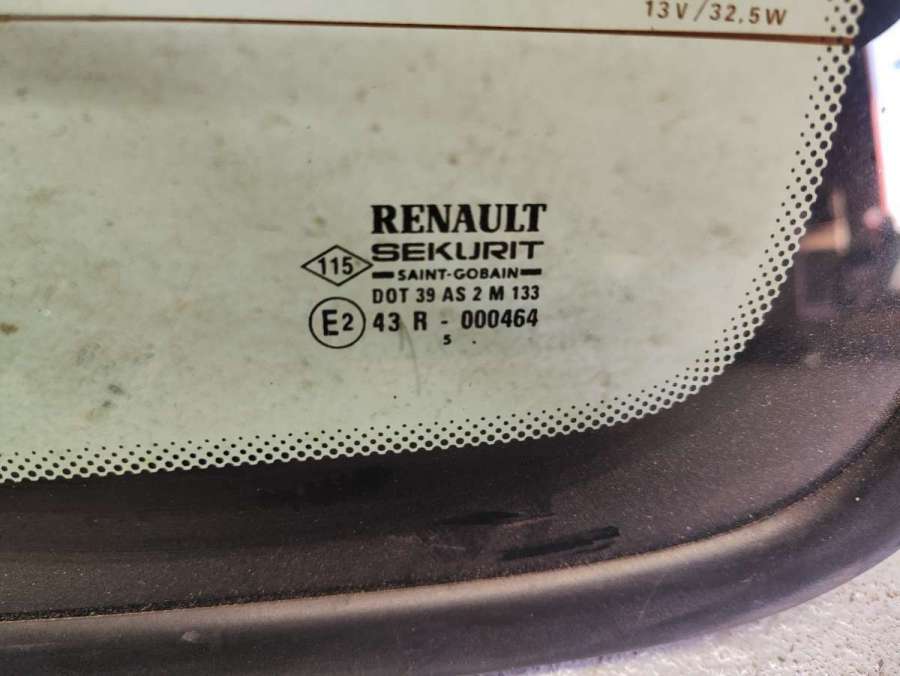 13V/32,5W
RENAULT
SEKURIT
115
SAINT-GOBAIN
DOT 39 AS 2 M 133
E2 43 R - 000464
5 .